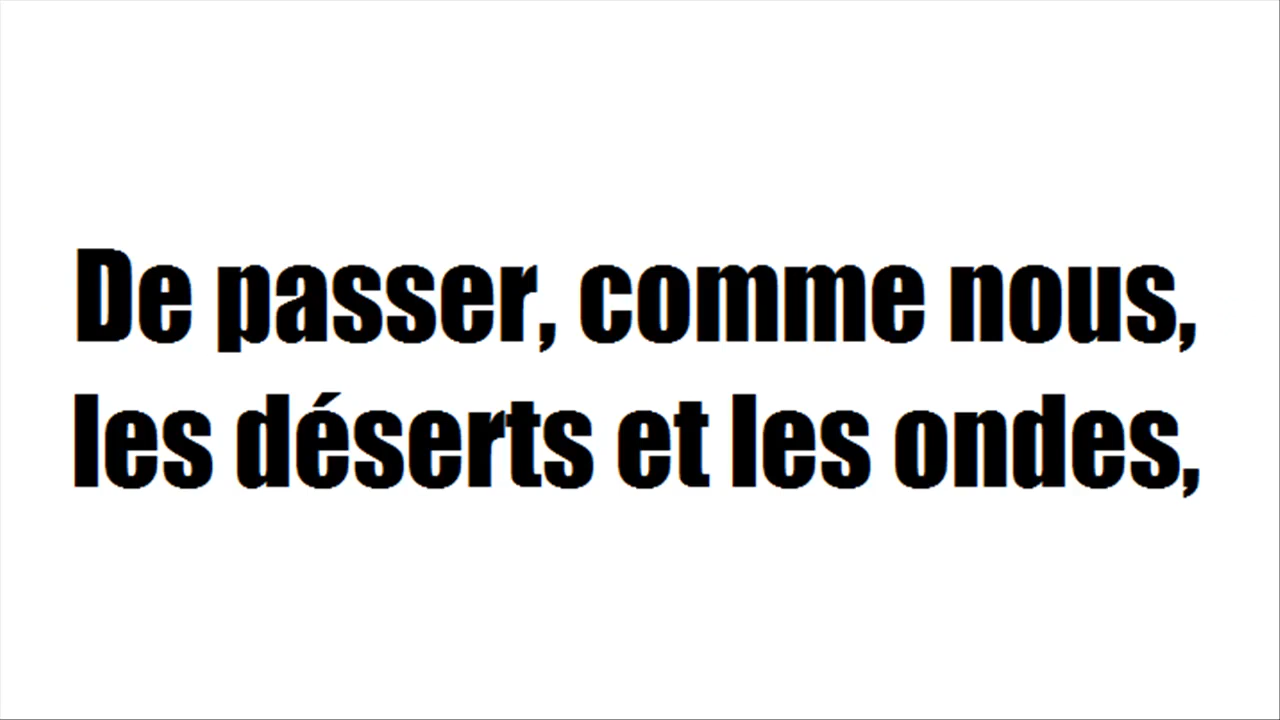 De passer, comme nous,
les déserts et les ondes,